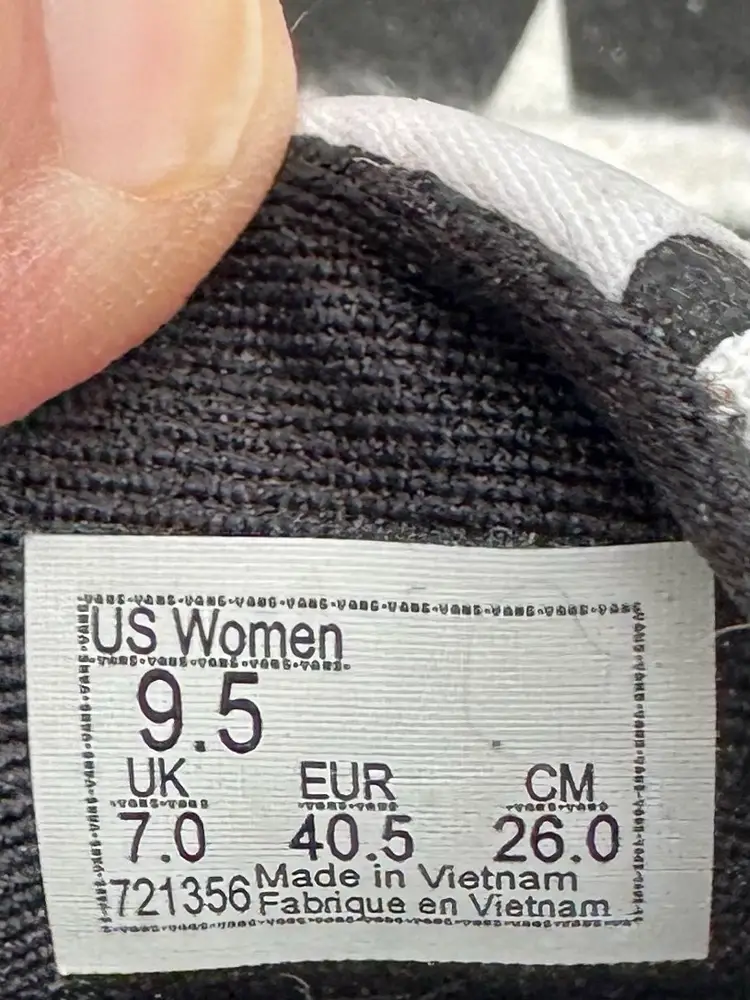 US Women
9.5
UK EUR CM
7.0 40.5 26.0
721356 Made in Vietnam
Fabrique en Vietnam